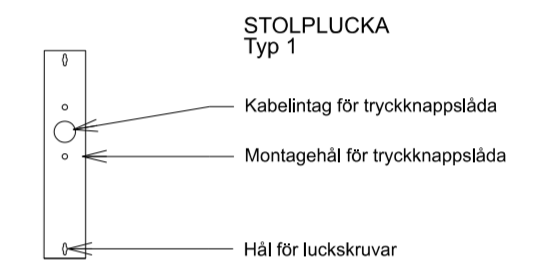 STOLPLUCKA
Typ 1
Kabelintag för tryckknappslåda
Montagehål för tryckknappslåda
Hål för luckskruvar